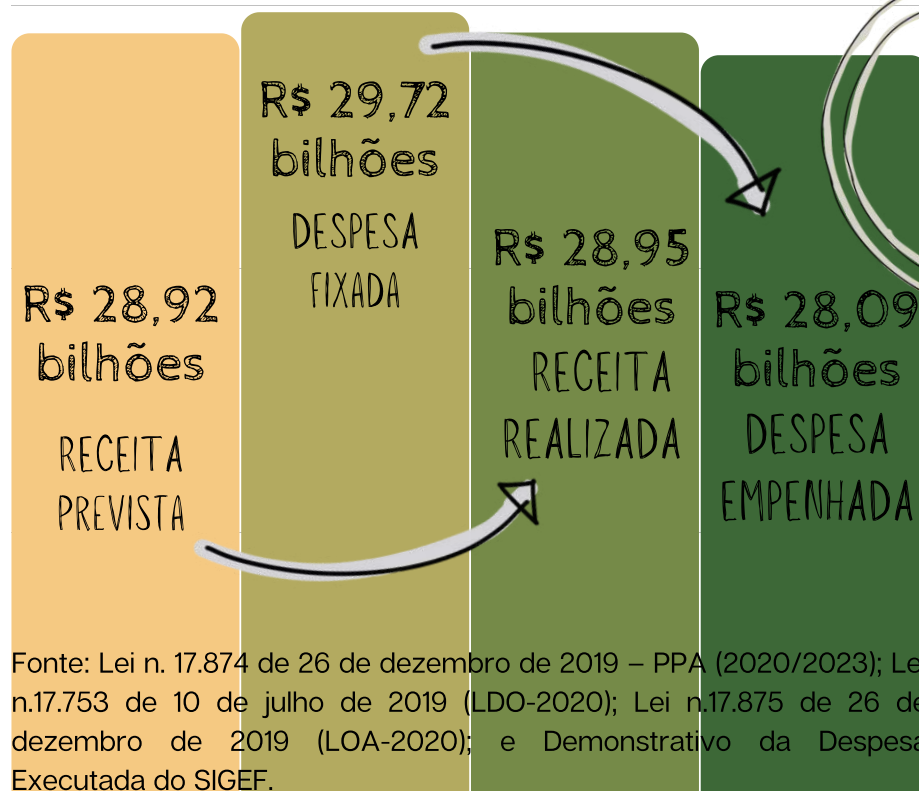 R$ 28,92
bilhões
RECEITA
PREVISTA
R$ 29,72
bilhões
DESPESA
FIXADA
R$ 28,95
bilhões
RECEITA
REALIZADA
R$ 28,09
bilhões
DESPESA
EMPENHADA
Fonte: Lei n. 17.874 de 26 de dezembro de 2019 – PPA (2020/2023); Le
n.17.753 de 10 de julho de 2019 (LDO-2020); Lei n.17.875 de 26 de
dezembro de 2019 (LOA-2020); e Demonstrativo da Despesa
Executada do SIGEF.